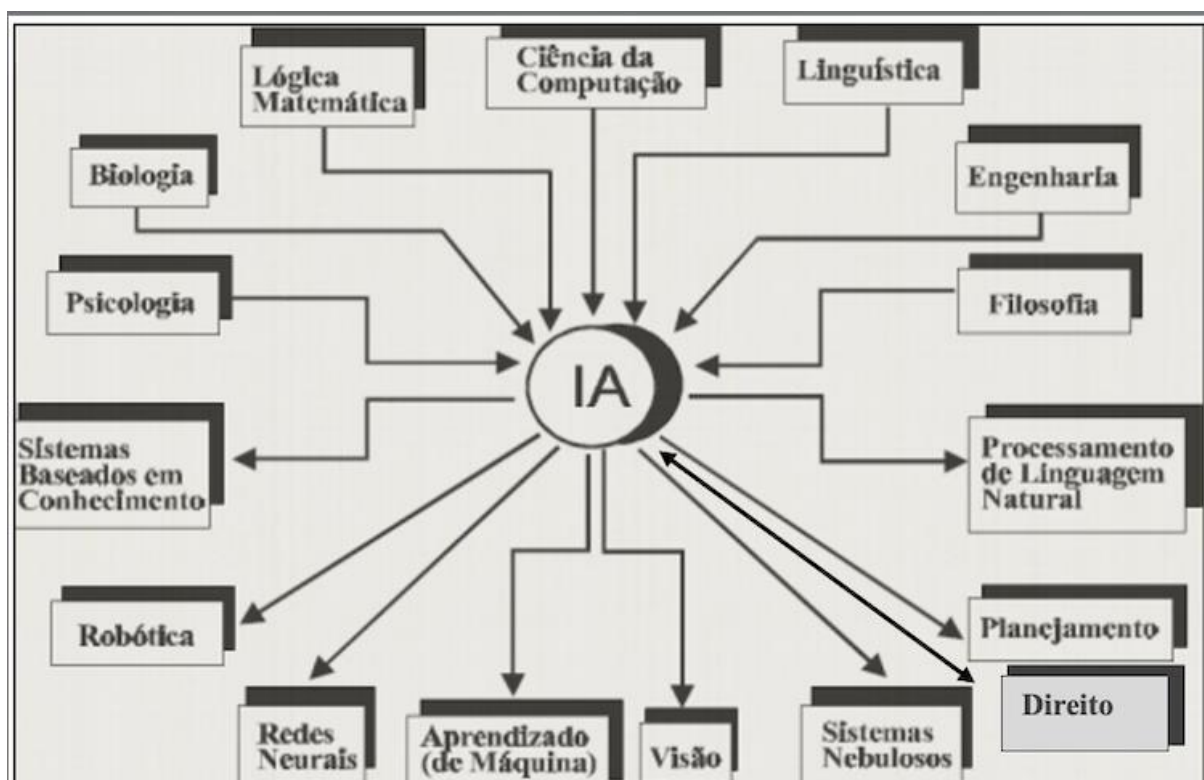 Lógica
Matemática
Ciência da
Computação
Linguística
Biologia
Engenharia
Psicologia
Filosofia
IA
Sistemas
Baseados em
Conhecimento
Processamento
de Linguagem
Natural
Robótica
Planejamento
Direito
Redes
Neurais
Aprendizado
(de Máquina)
Visão
Sistemas
Nebulosos